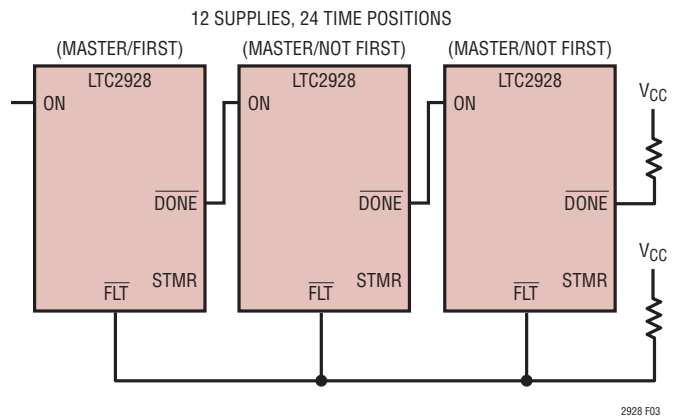 12 SUPPLIES, 24 TIME POSITIONS
(MASTER/FIRST) (MASTER/NOT FIRST) (MASTER/NOT FIRST)
LTC2928 LTC2928 LTC2928
VCC
ON ON ON
DONE DONE DONE
VCC
STMR STMR STMR
FLT FLT FLT
2928 F03